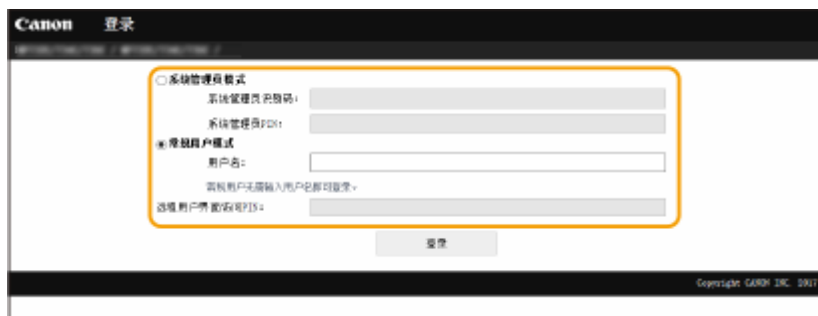 Canon 登录
系统管理员模式
系统管理员识别码:
系统管理员PIN:
常规用户模式
用户名:
常规用户无需输入用户名即可登录。
远程用户界面访问PIN:
登录
Copyright CANON INC. 2017